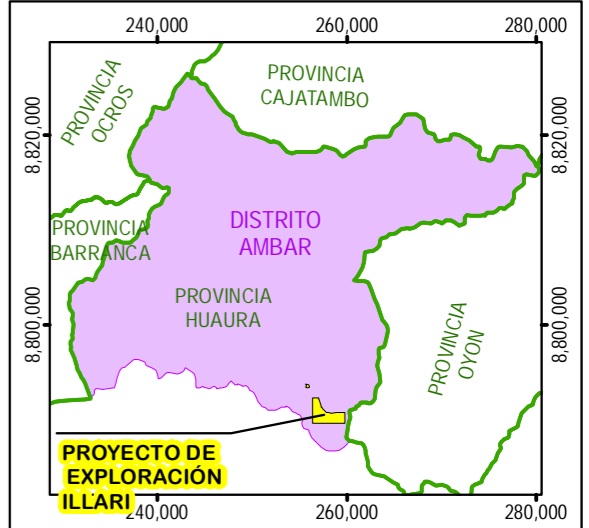 240,000
260,000
280,000
8,820,000
8,820,000
PROVINCIA
OCROS
PROVINCIA
CAJATAMBO
PROVINCIA
BARRANCA
DISTRITO
AMBAR
PROVINCIA
HUAURA
8,800,000
8,800,000
PROVINCIA
OYON
PROYECTO DE
EXPLORACIÓN
ILLARI
240,000
260,000
280,000